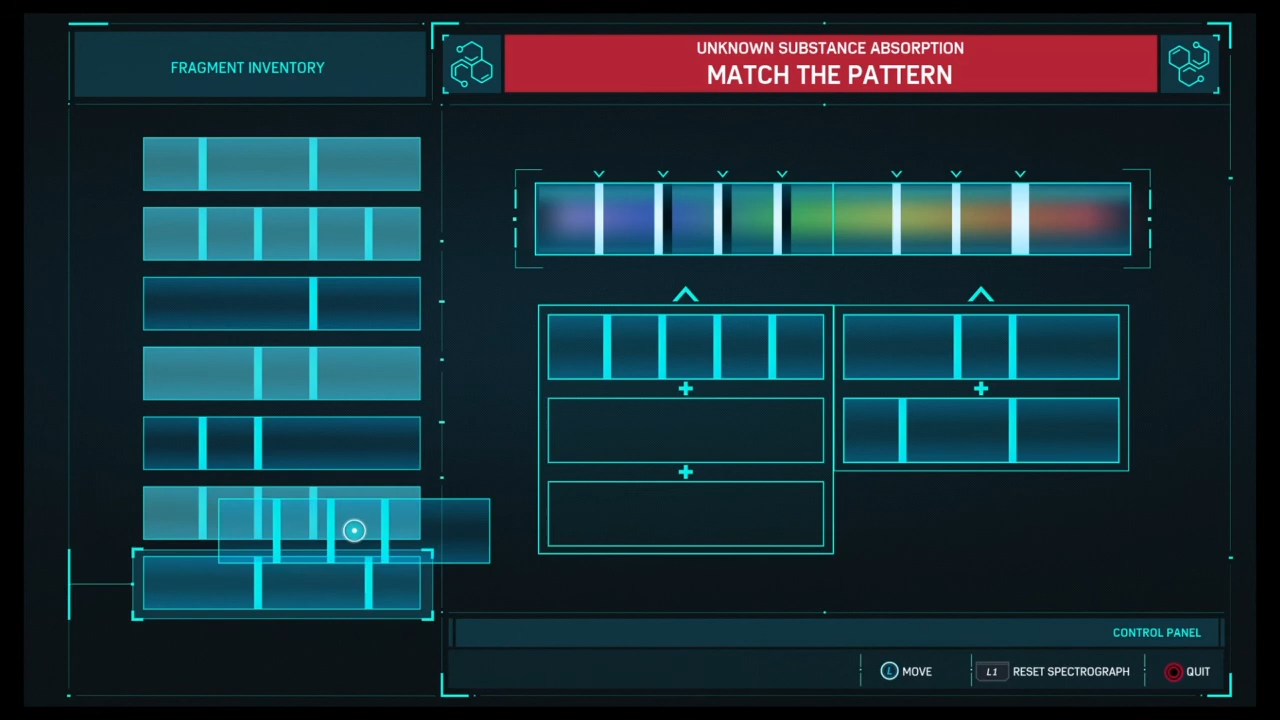 FRAGMENT INVENTORY
UNKNOWN SUBSTANCE ABSORPTION
MATCH THE PATTERN
CONTROL PANEL
L MOVE
L1 RESET SPECTROGRAPH
QUIT